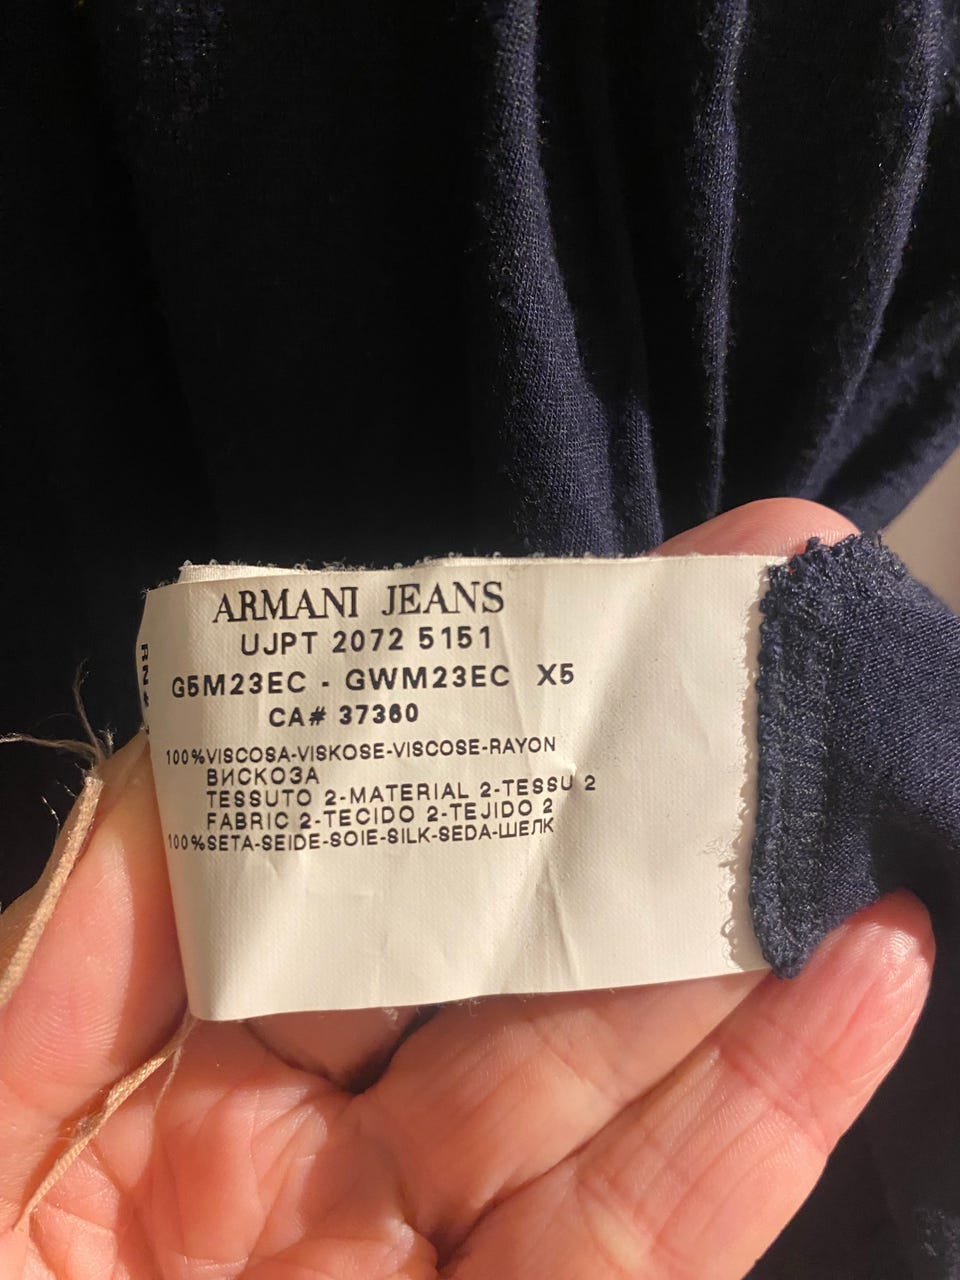 ARMANI JEANS
UJPT 2072 5151
G5M23EC - GWM23EC X5
CA# 37360
100%VISCOSA-VISKOSE-VISCOSE-RAYON
ВИСКОЗА
TESSUTO 2-MATERIAL 2-TESSU 2
FABRIC 2-TECIDO 2-TEJIDO 2
100%SETA-SEIDE-SOIE-SILK-SEDA-ШЕЛК
RN #